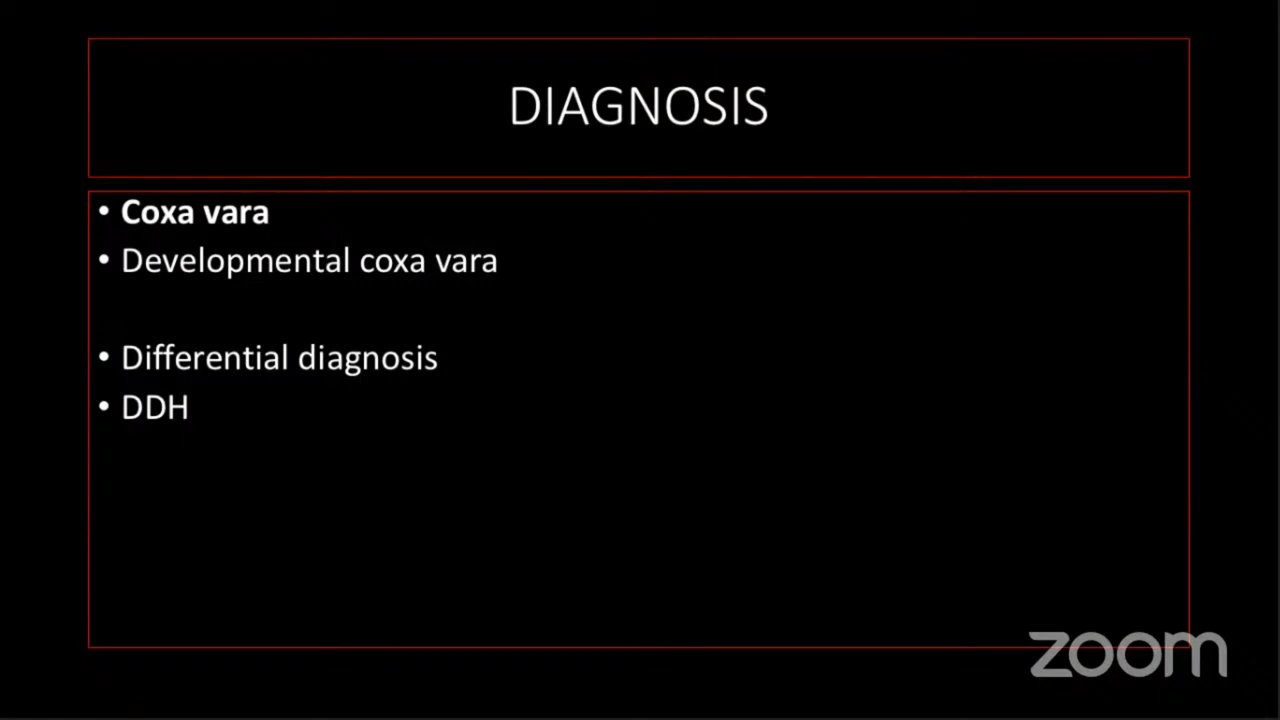 DIAGNOSIS
• Coxa vara
• Developmental coxa vara
• Differential diagnosis
• DDH
zoom